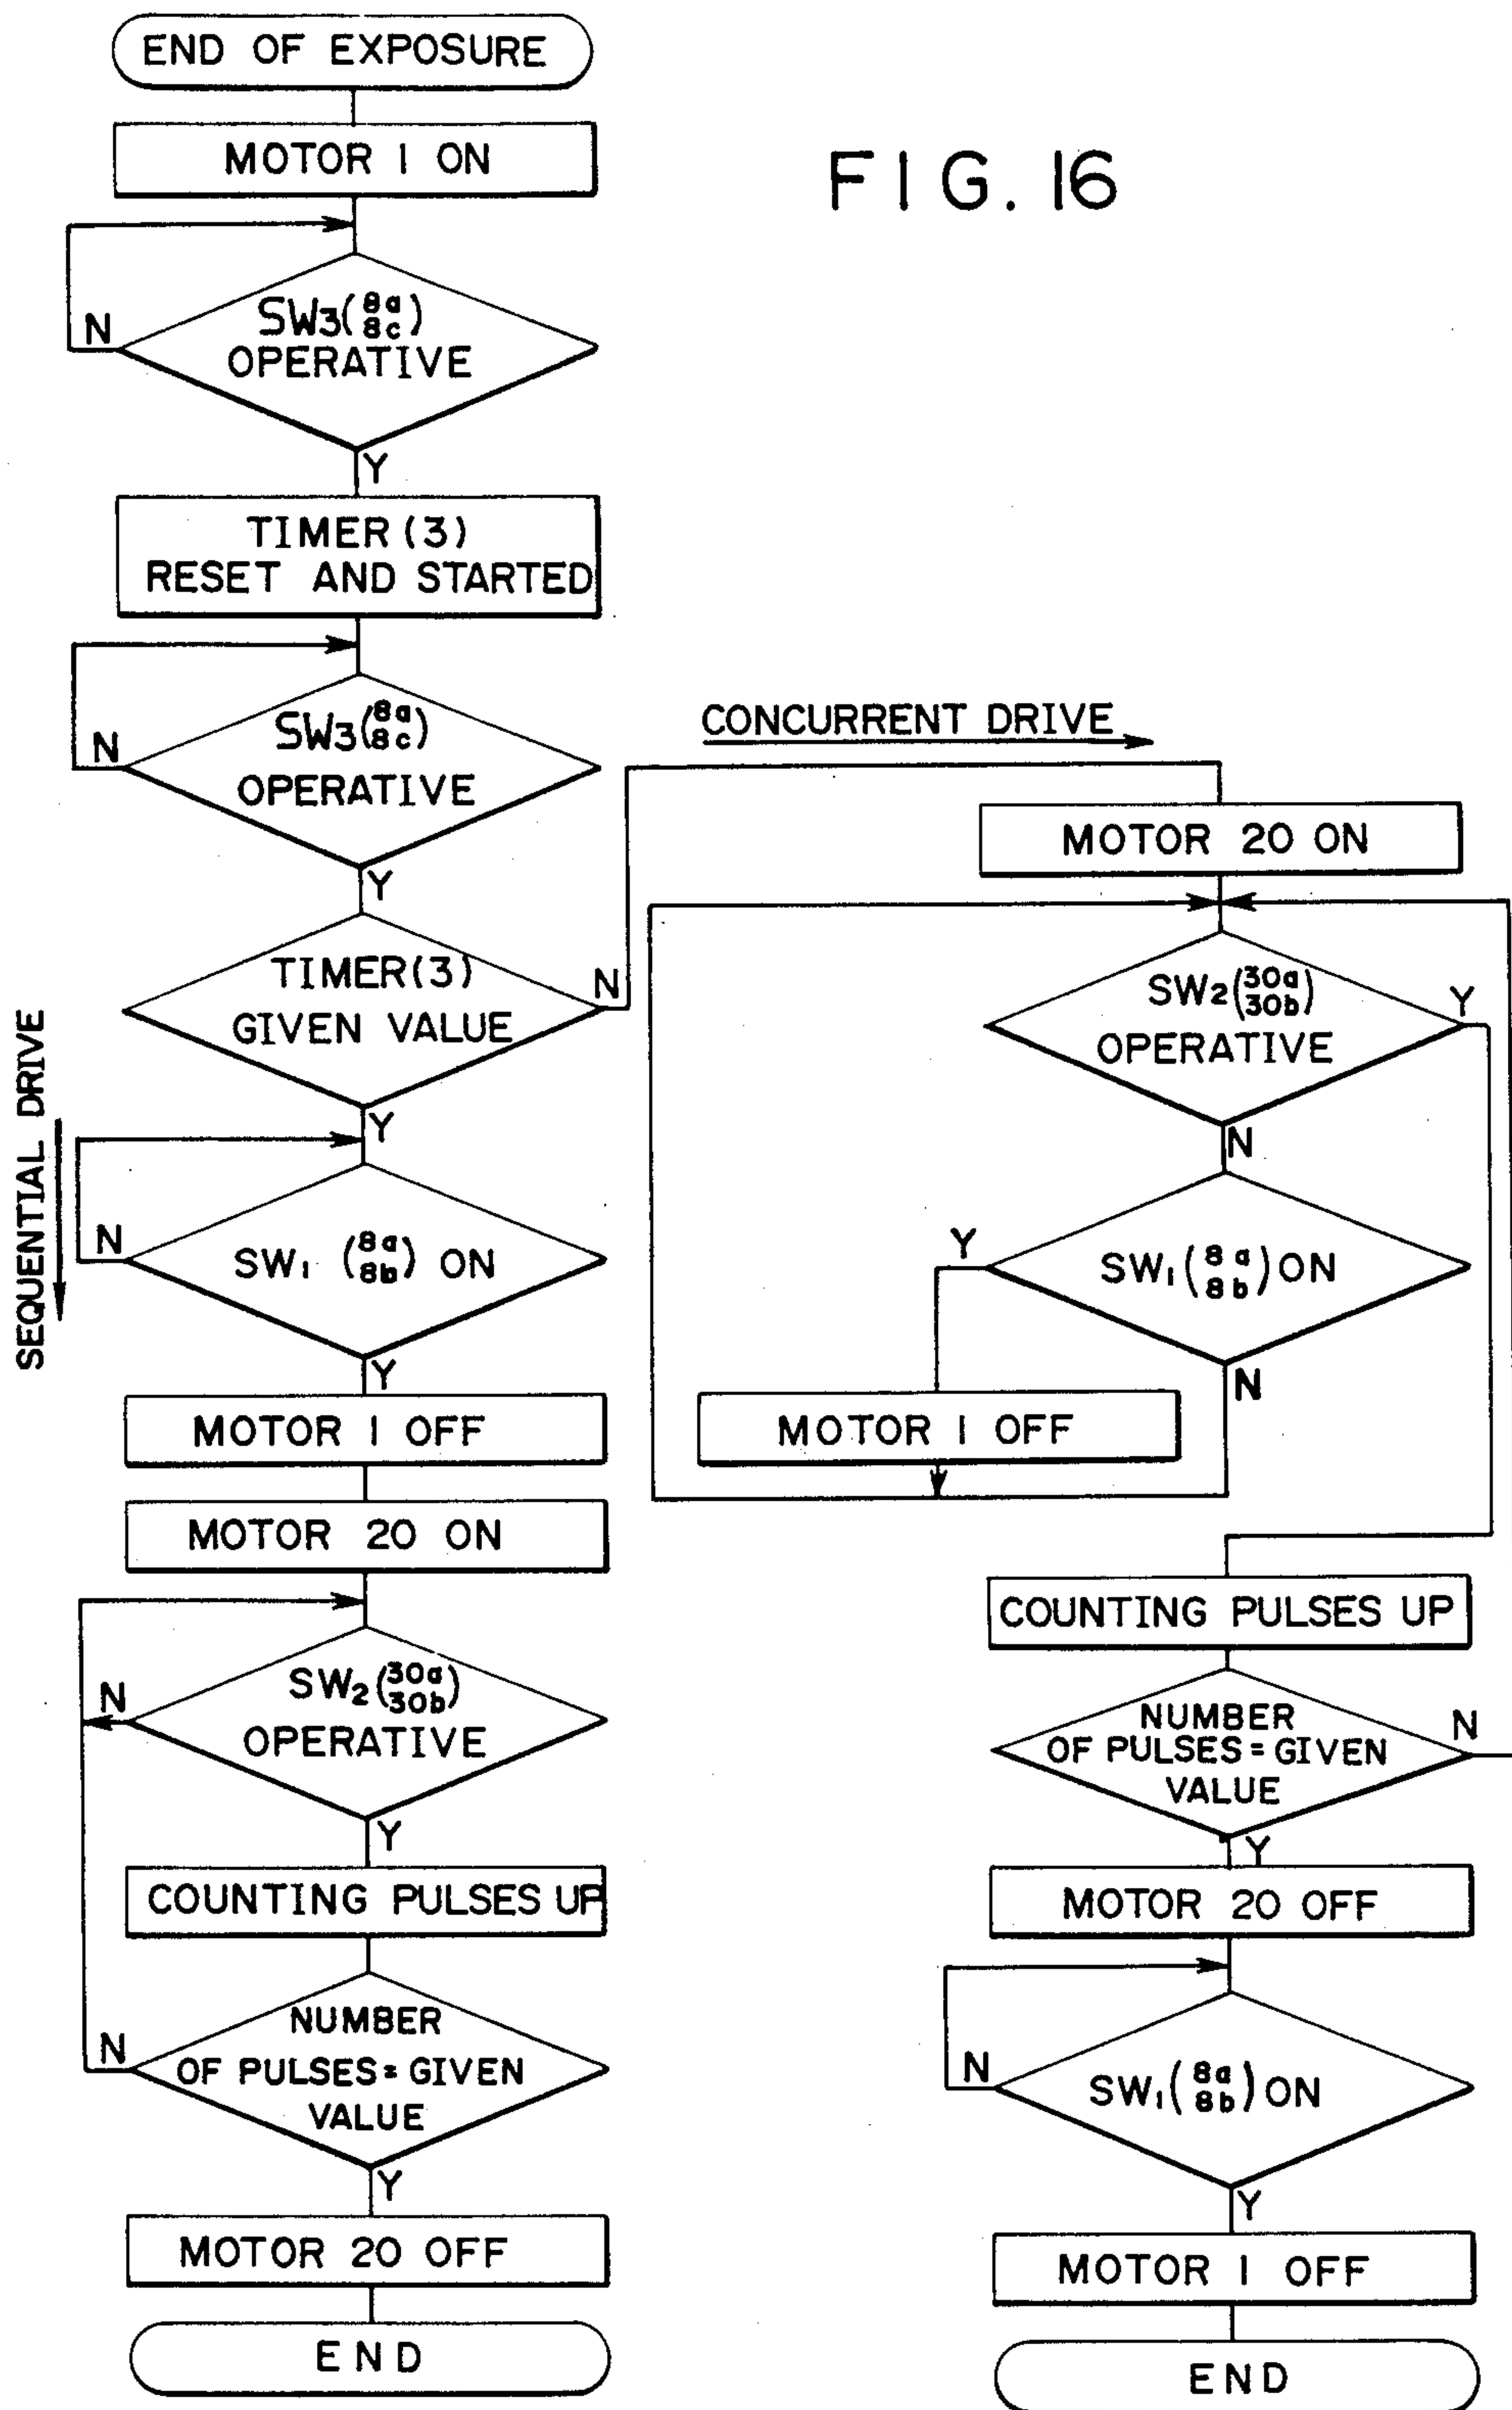 FIG. 16
END OF EXPOSURE
MOTOR 1 ON
SW3(8a
8c)
OPERATIVE
N
Y
TIMER (3)
RESET AND STARTED
SW3(8a
8c)
OPERATIVE
N
Y
TIMER(3)
GIVEN VALUE
N
Y
SEQUENTIAL DRIVE
SW1 (8a
8b) ON
N
Y
MOTOR 1 OFF
MOTOR 20 ON
SW2(30a
30b)
OPERATIVE
N
Y
COUNTING PULSES UP
NUMBER
OF PULSES=GIVEN
VALUE
N
Y
MOTOR 20 OFF
END
CONCURRENT DRIVE
MOTOR 20 ON
SW2(30a
30b)
OPERATIVE
Y
N
SW1(8a
8b)ON
Y
N
MOTOR 1 OFF
COUNTING PULSES UP
NUMBER
OF PULSES=GIVEN
VALUE
N
Y
MOTOR 20 OFF
SW1(8a
8b)ON
N
Y
MOTOR 1 OFF
END